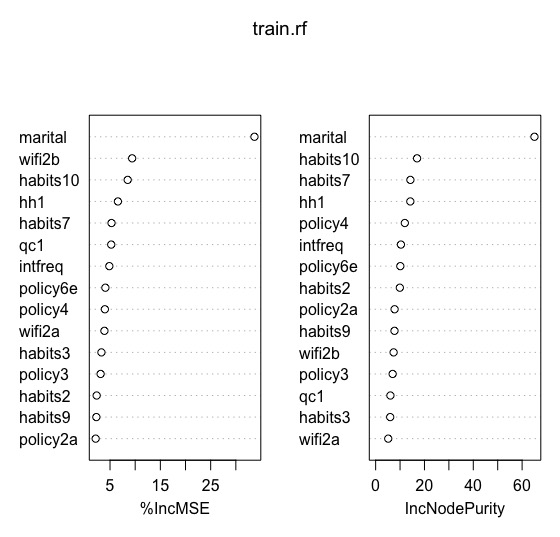 train.rf
marital
wifi2b
habits10
hh1
habits7
qc1
intfreq
policy6e
policy4
wifi2a
habits3
policy3
habits2
habits9
policy2a
5 15 25
%IncMSE
marital
habits10
habits7
hh1
policy4
intfreq
policy6e
habits2
policy2a
habits9
wifi2b
policy3
qc1
habits3
wifi2a
0 20 40 60
IncNodePurity